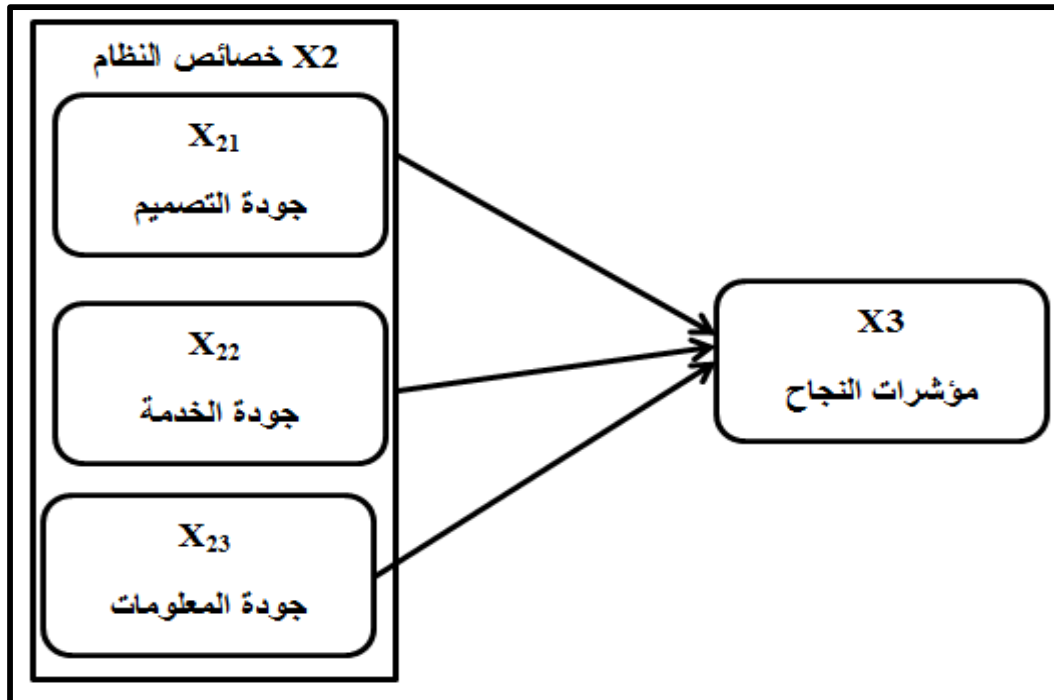 X2 خصائص النظام
X21
جودة التصميم
X22
جودة الخدمة
X23
جودة المعلومات
X3
مؤشرات النجاح